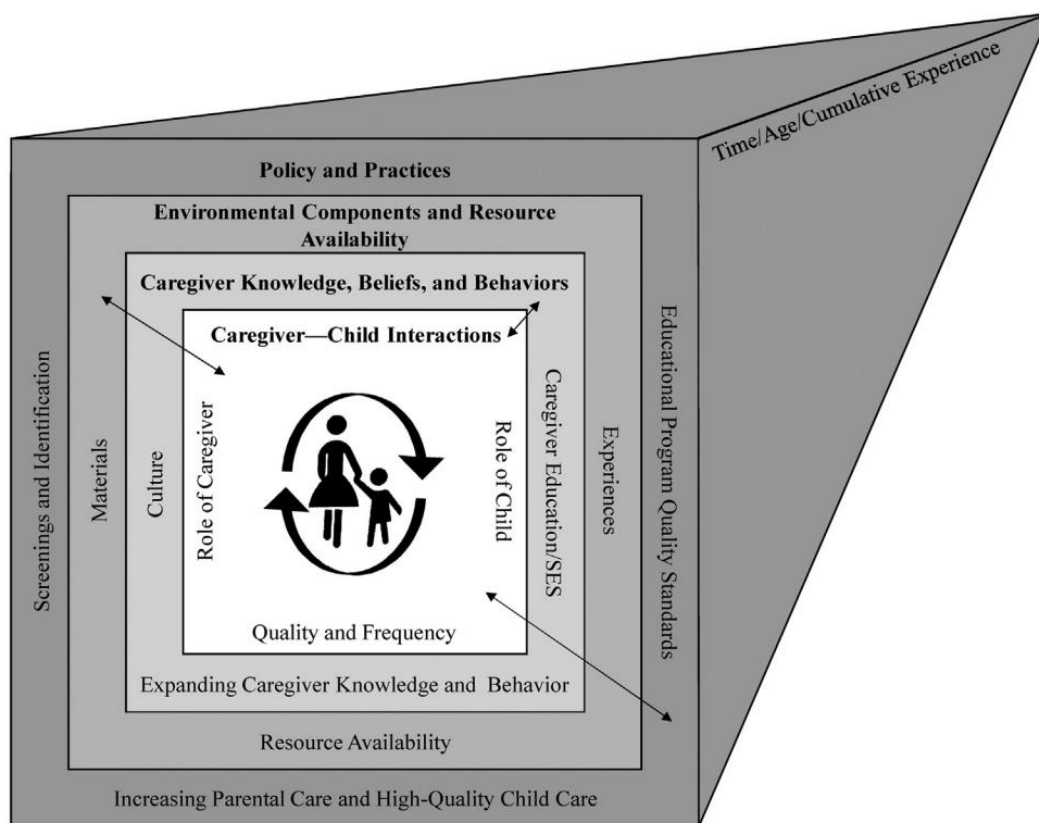 Time/Age/Cumulative Experience
Policy and Practices
Environmental Components and Resource
Availability
Caregiver Knowledge, Beliefs, and Behaviors
Caregiver—Child Interactions
Screenings and Identification
Materials
Culture
Role of Caregiver
Role of Child
Caregiver Education/SES
Experiences
Educational Program Quality Standards
Quality and Frequency
Expanding Caregiver Knowledge and Behavior
Resource Availability
Increasing Parental Care and High-Quality Child Care